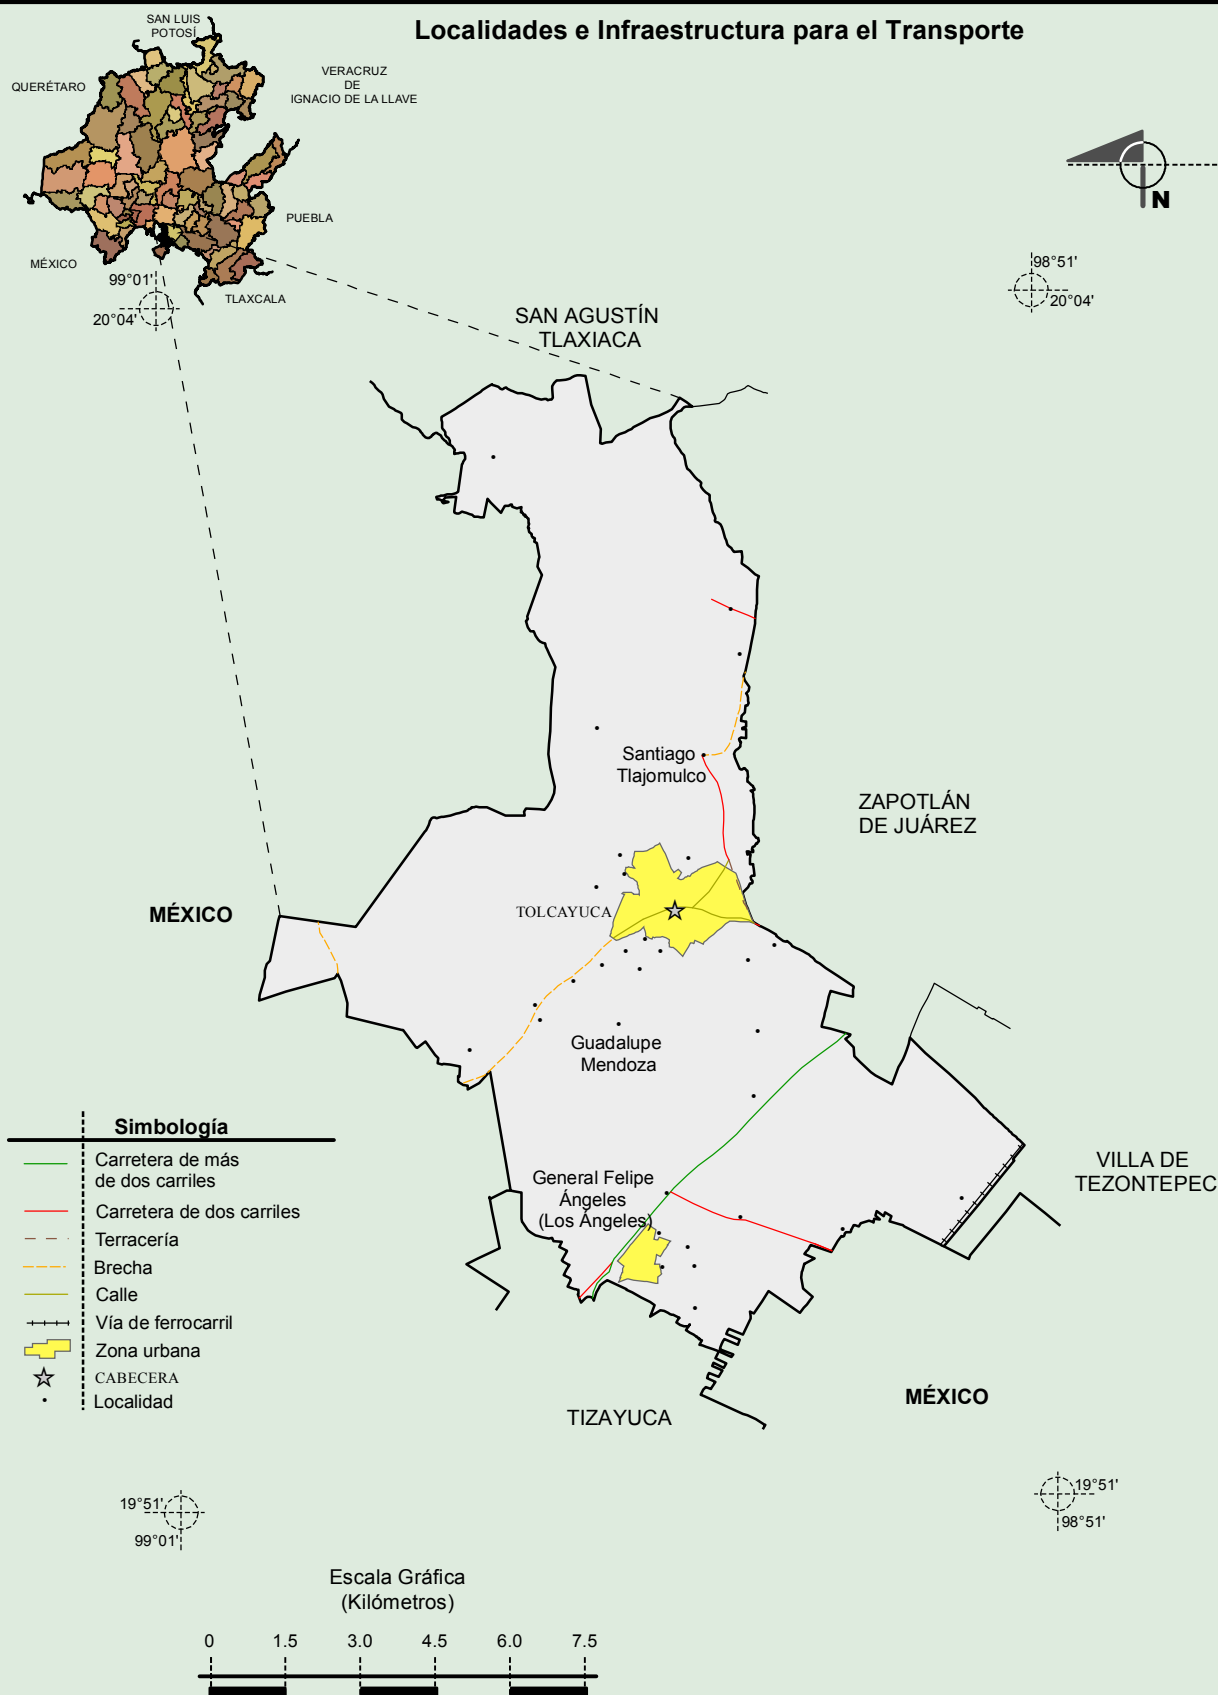 Localidades e Infraestructura para el Transporte
SAN LUIS
POTOSÍ
QUERÉTARO
VERACRUZ
DE
IGNACIO DE LA LLAVE
PUEBLA
MÉXICO
TLAXCALA
N
99°01'
20°04'
98°51'
20°04'
SAN AGUSTÍN
TLAXIACA
Santiago
Tlajomulco
ZAPOTLÁN
DE JUÁREZ
MÉXICO
TOLCAYUCA
Guadalupe
Mendoza
General Felipe
Ángeles
(Los Ángeles)
VILLA DE
TEZONTEPEC
TIZAYUCA
MÉXICO
Simbología
Carretera de más
de dos carriles
Carretera de dos carriles
Terracería
Brecha
Calle
Vía de ferrocarril
Zona urbana
CABECERA
Localidad
19°51'
99°01'
19°51'
98°51'
Escala Gráfica
(Kilómetros)
0 1.5 3.0 4.5 6.0 7.5